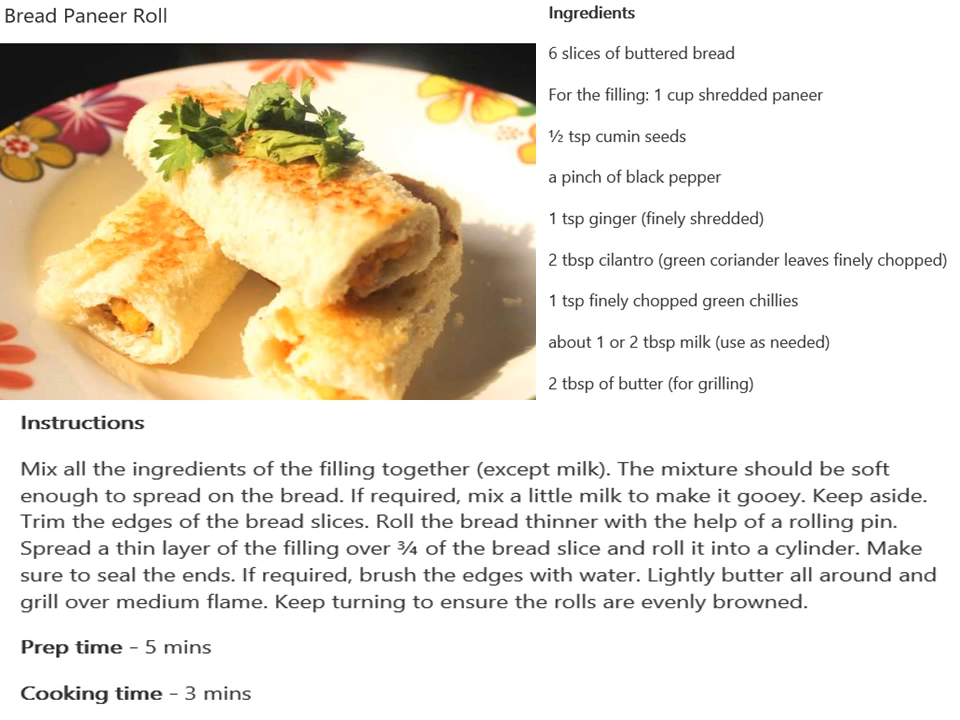 Bread Paneer Roll
Ingredients
6 slices of buttered bread
For the filling: 1 cup shredded paneer
½ tsp cumin seeds
a pinch of black pepper
1 tsp ginger (finely shredded)
2 tbsp cilantro (green coriander leaves finely chopped)
1 tsp finely chopped green chillies
about 1 or 2 tbsp milk (use as needed)
2 tbsp of butter (for grilling)
Instructions
Mix all the ingredients of the filling together (except milk). The mixture should be soft
enough to spread on the bread. If required, mix a little milk to make it gooey. Keep aside.
Trim the edges of the bread slices. Roll the bread thinner with the help of a rolling pin.
Spread a thin layer of the filling over ¾ of the bread slice and roll it into a cylinder. Make
sure to seal the ends. If required, brush the edges with water. Lightly butter all around and
grill over medium flame. Keep turning to ensure the rolls are evenly browned.
Prep time - 5 mins
Cooking time - 3 mins